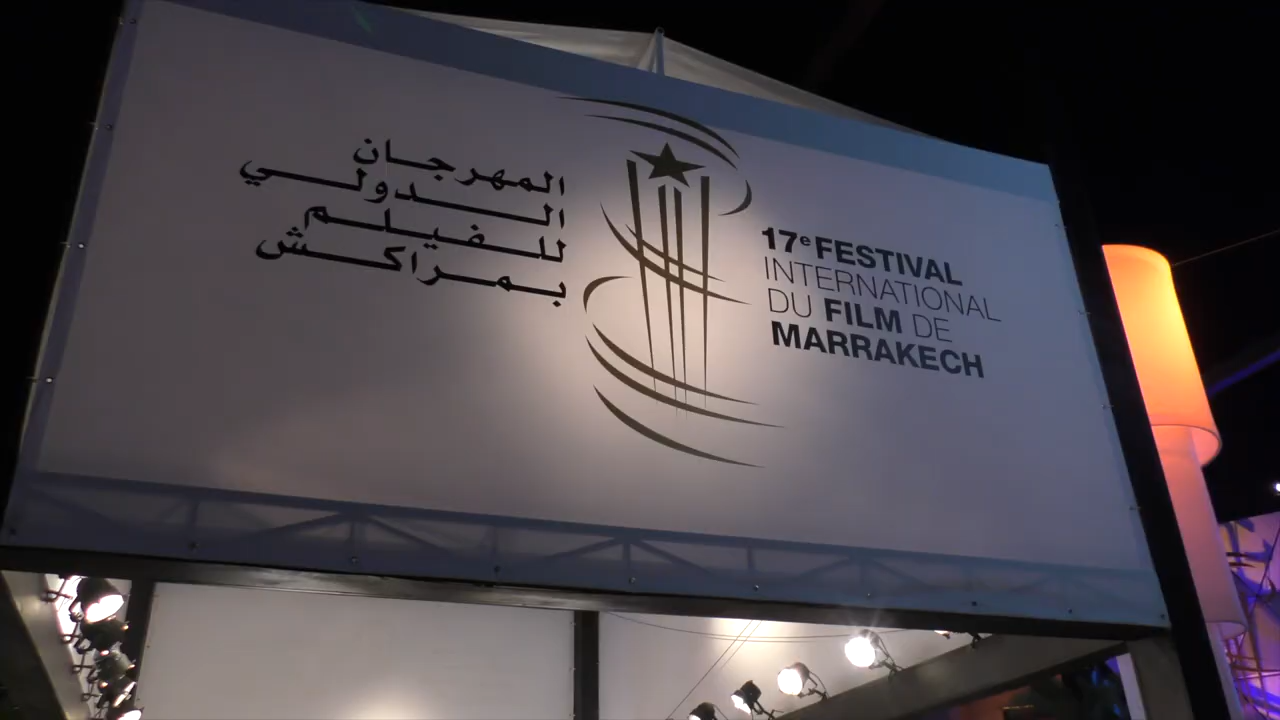 المهرجان
الدولي
للفيلم
بمراكش
17e FESTIVAL
INTERNATIONAL
DU FILM DE
MARRAKECH